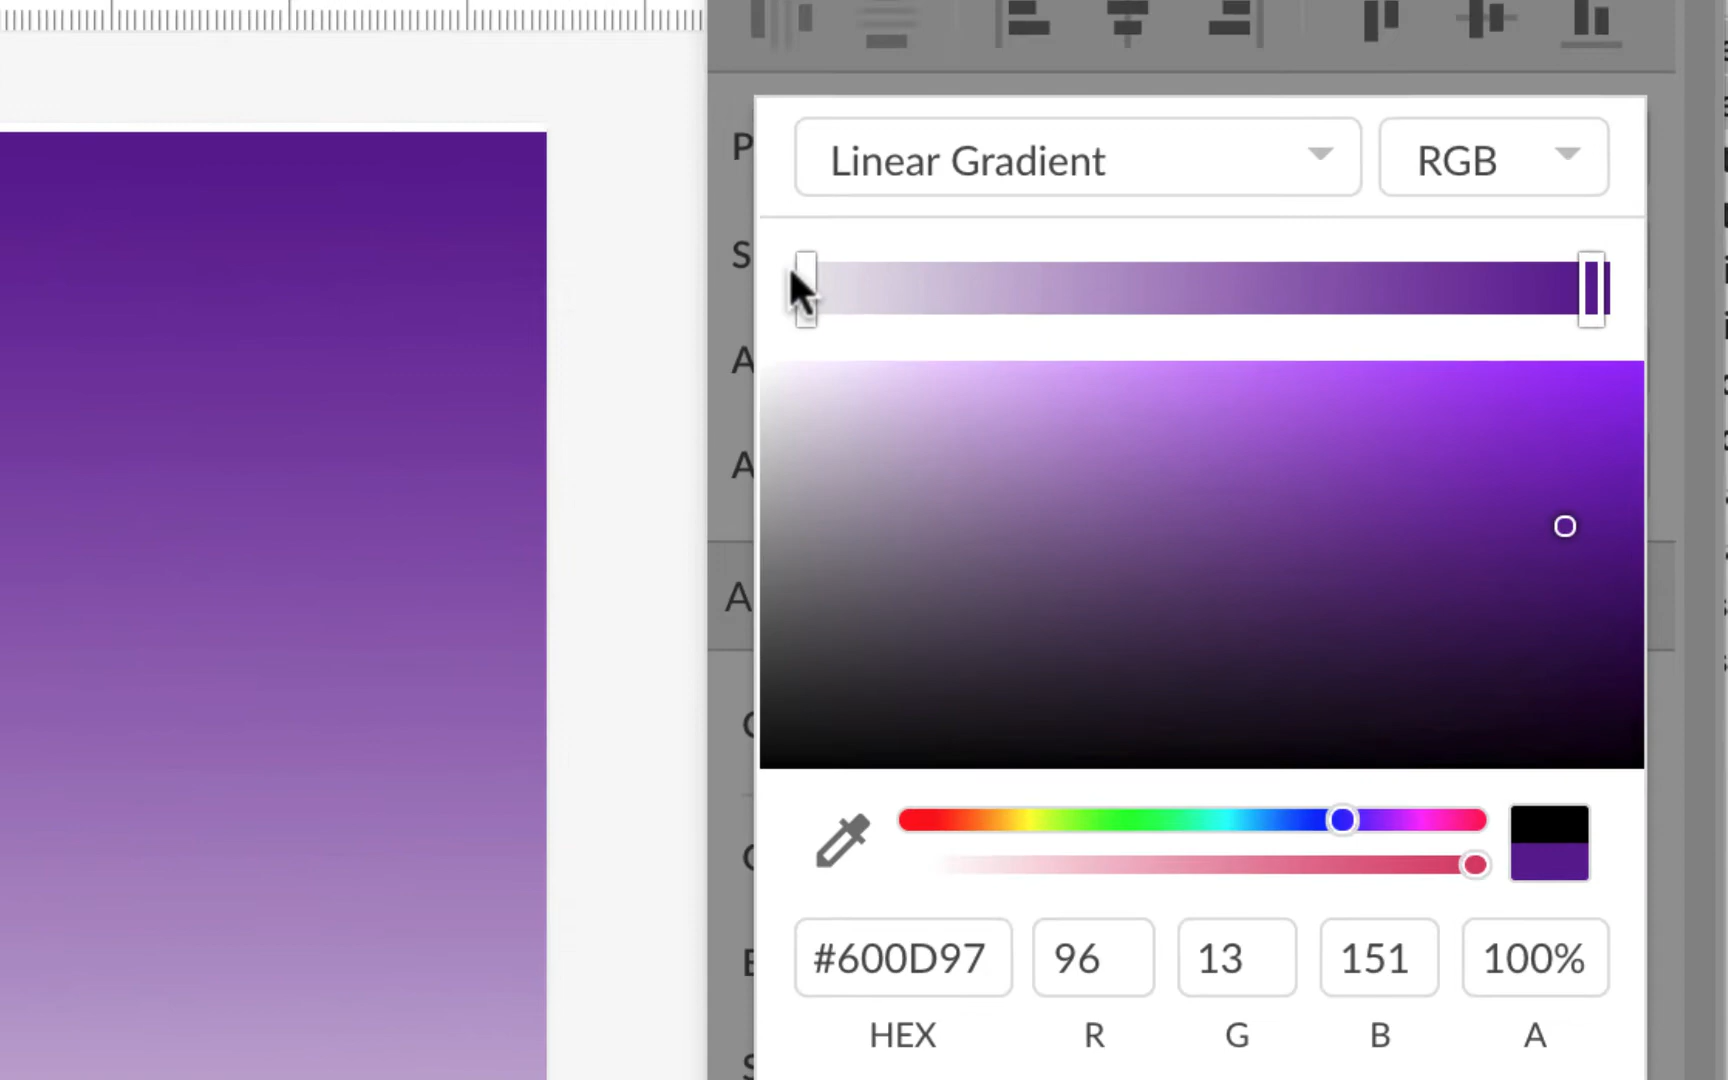 Linear Gradient
RGB
P
S
A
A
A
#600D97
96
13
151
100%
HEX
R
G
B
A